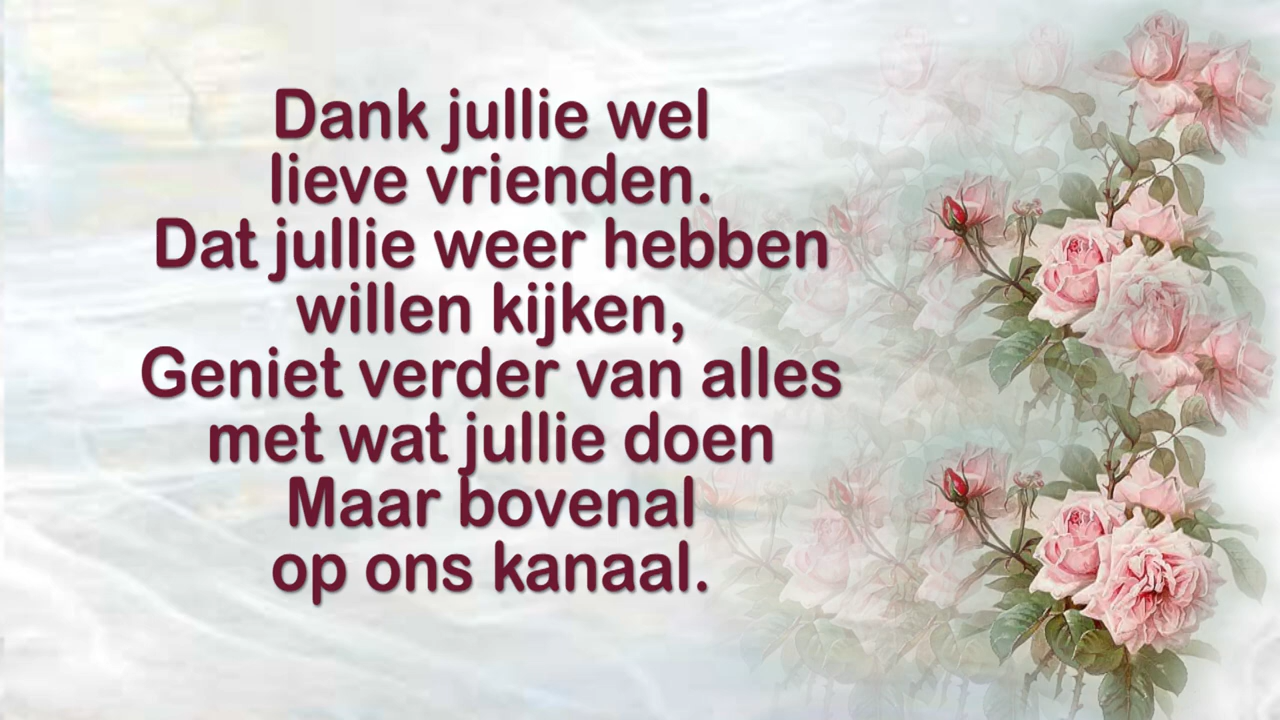 Dank jullie wel
lieve vrienden.
Dat jullie weer hebben
willen kijken,
Geniet verder van alles
met wat jullie doen
Maar bovenal
op ons kanaal.